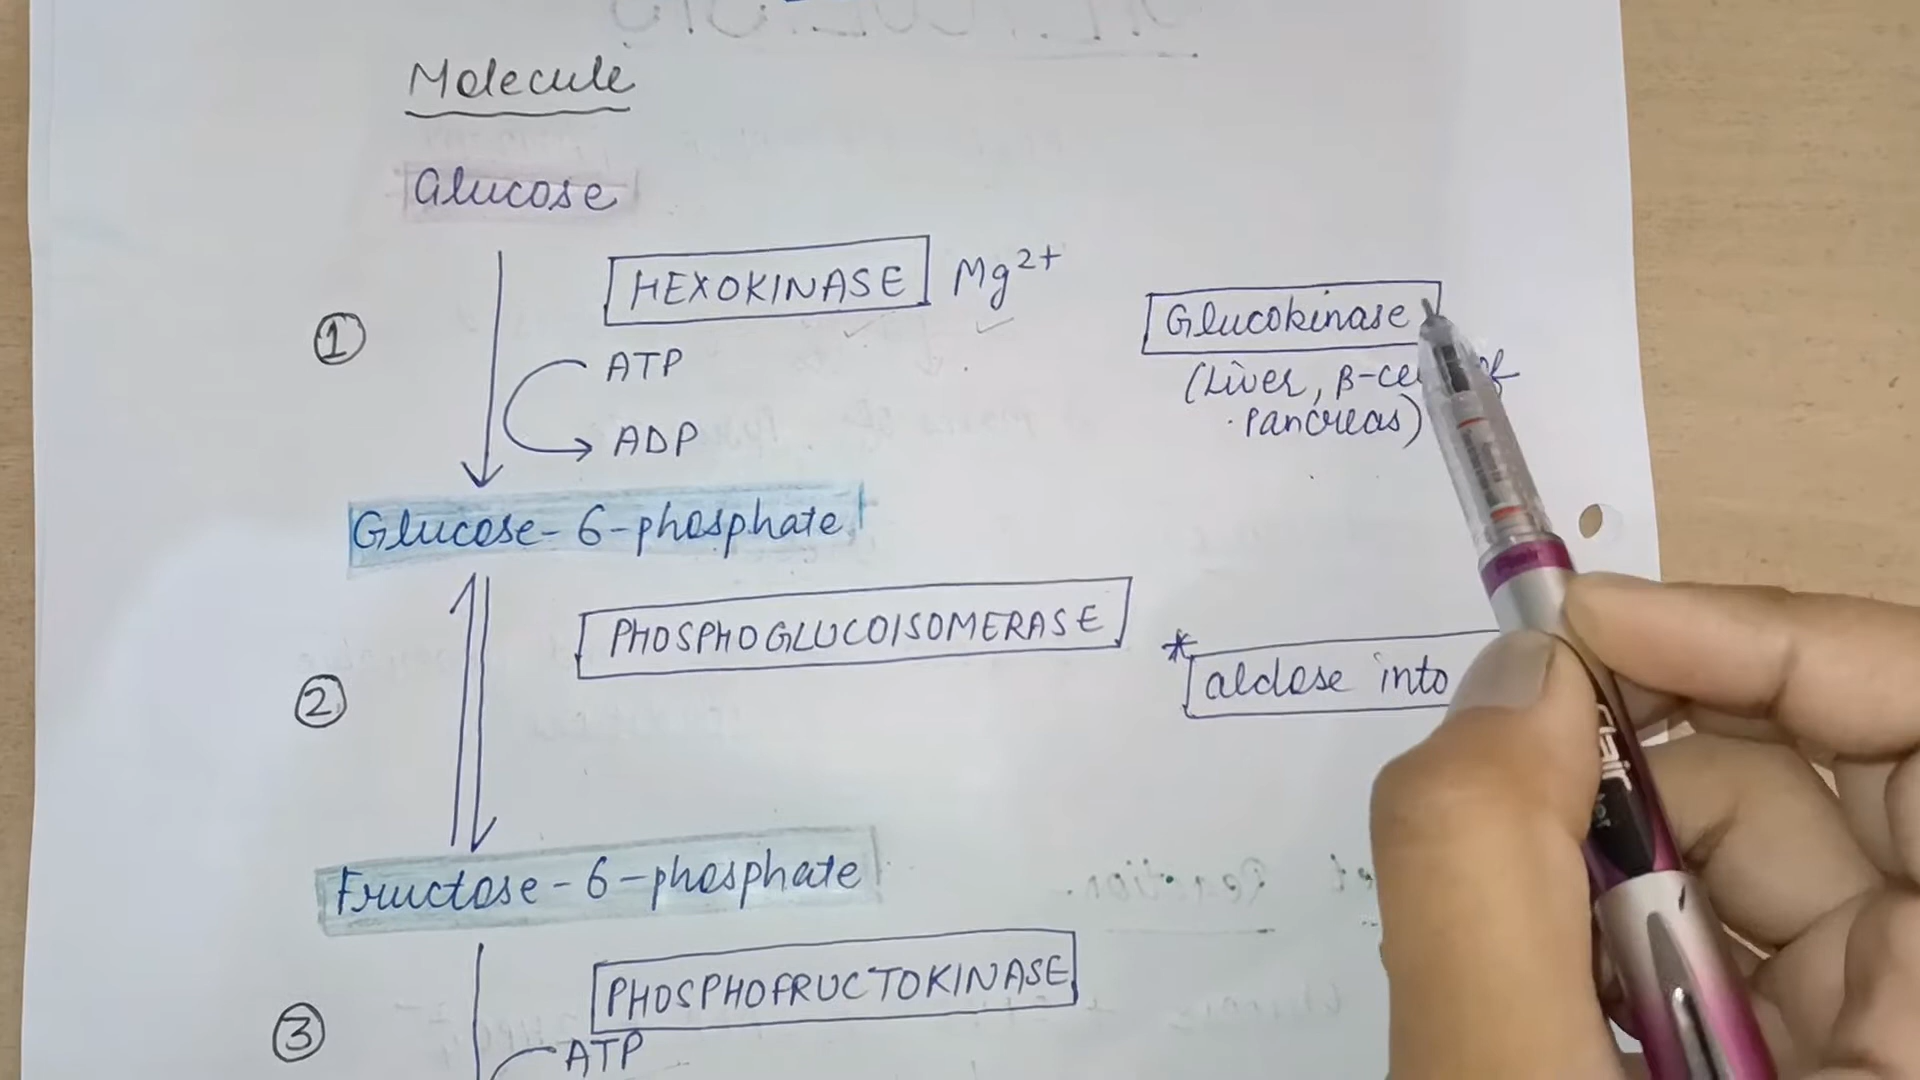 Molecule
Glucose
HEXOKINASE Mg2+
Glucokinase
(Liver, β-ce of
Pancreas)
1
ATP
ADP
Glucose-6-phosphate
PHOSPHOGLUCOISOMERASE
* aldose into
2
Fructose-6-phosphate
PHOSPHOFRUCTOKINASE
3
ATP